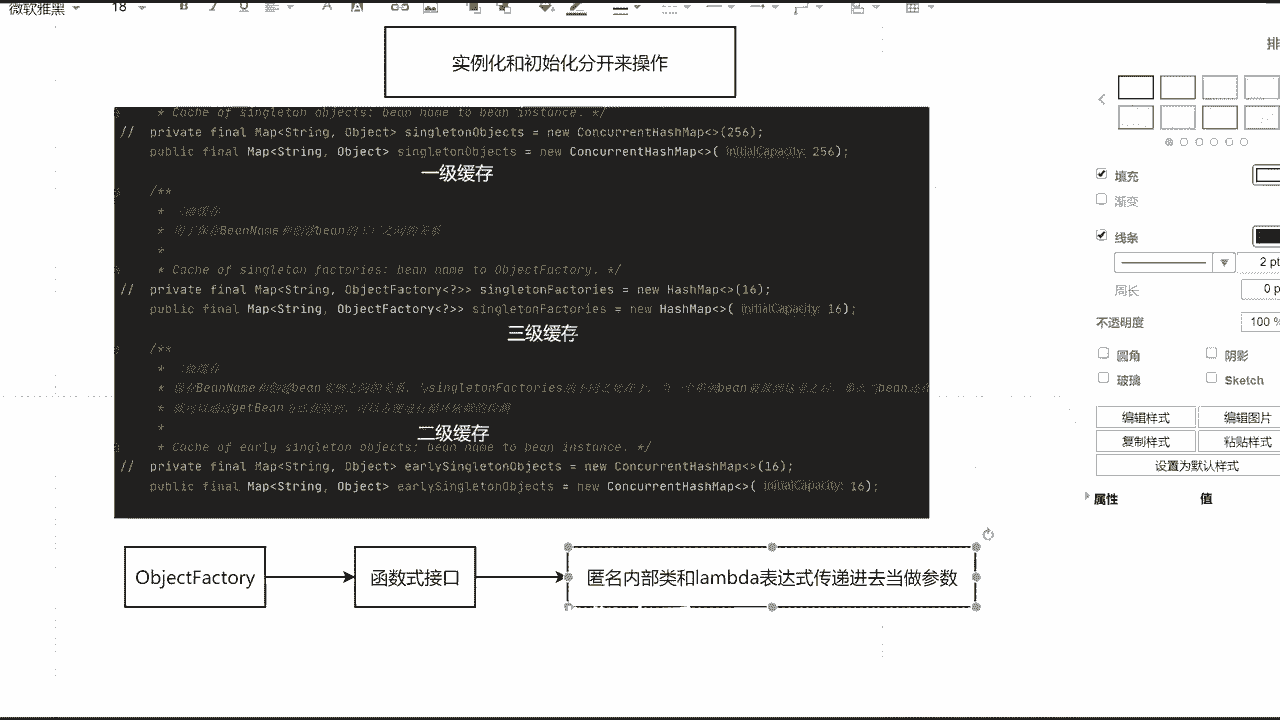 微软雅黑 18 B I U
实例化和初始化分开来操作
* Cache of singleton objects: bean name to bean instance. */
// private final Map<String, Object> singletonObjects = new ConcurrentHashMap<>(256);
public final Map<String, Object> singletonObjects = new ConcurrentHashMap<>( initialCapacity: 256);
一级缓存
/**
*
*
*
* Cache of singleton factories: bean name to ObjectFactory. */
// private final Map<String, ObjectFactory<?>> singletonFactories = new HashMap<>(16);
public final Map<String, ObjectFactory<?>> singletonFactories = new HashMap<>( initialCapacity: 16);
三级缓存
/**
*
*
*
*
二级缓存
* Cache of early singleton objects: bean name to bean instance. */
// private final Map<String, Object> earlySingletonObjects = new ConcurrentHashMap<>(16);
public final Map<String, Object> earlySingletonObjects = new ConcurrentHashMap<>( initialCapacity: 16);
ObjectFactory
函数式接口
匿名内部类和lambda表达式传递进去当做参数
排
填充
渐变
线条
2 pt
周长
0 p
不透明度
100 %
圆角
阴影
玻璃
Sketch
编辑样式
编辑图片
复制样式
粘贴样式
设置为默认样式
属性
值